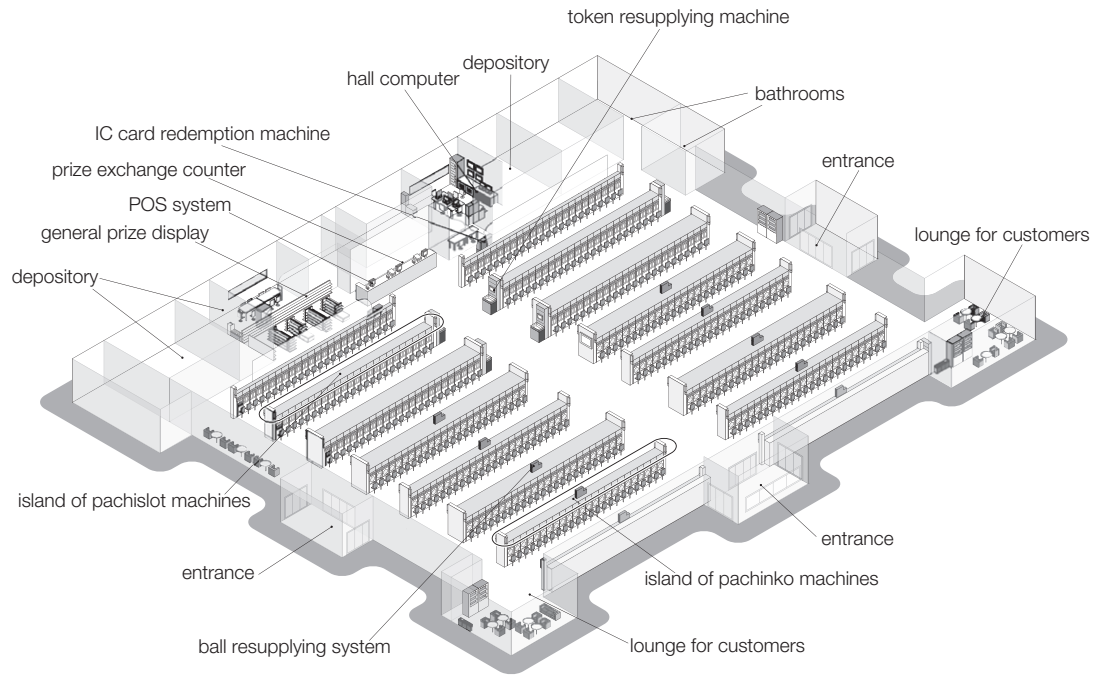 token resupplying machine
depository
hall computer
bathrooms
IC card redemption machine
entrance
prize exchange counter
POS system
general prize display
lounge for customers
depository
island of pachislot machines
entrance
entrance
island of pachinko machines
ball resupplying system
lounge for customers